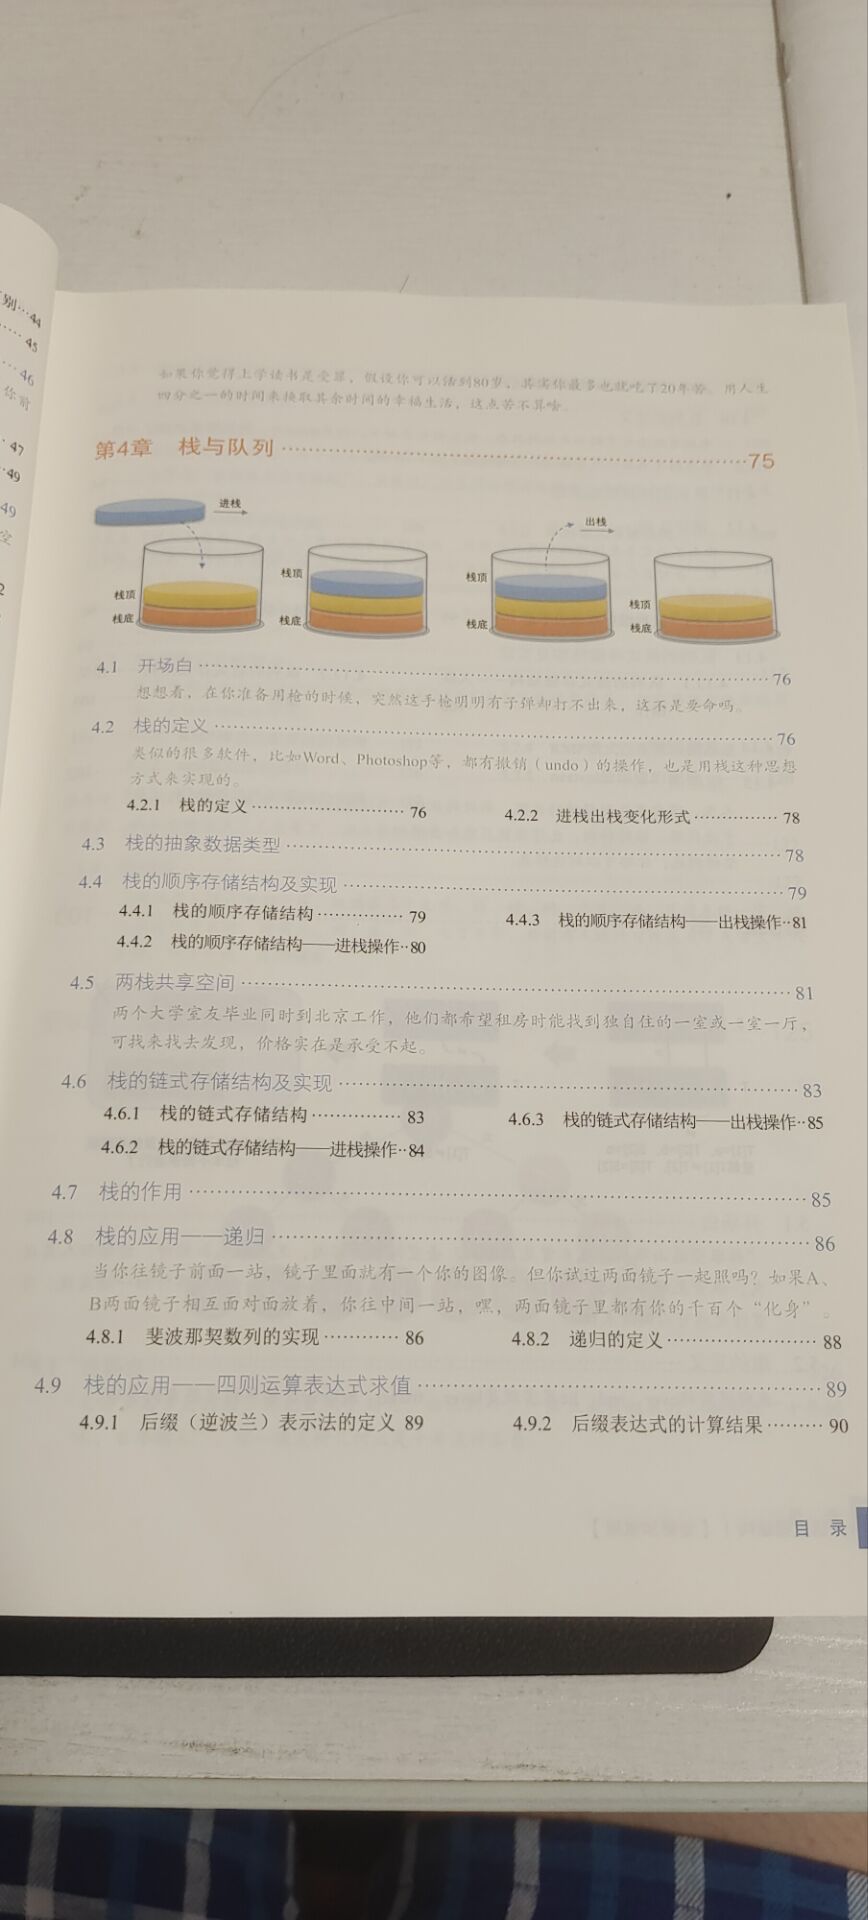 别…44
……45
…46
你前
·47
·49
49
空
2
如果你觉得上学读书是受罪，假设你可以活到80岁，其实你最多也就吃了20年苦。用人生
四分之一的时间来换取其余时间的幸福生活，这点苦不算啥。
第4章 栈与队列……75
进栈
出栈
栈顶
栈底
栈顶
栈底
栈顶
栈底
栈顶
栈底
4.1 开场白……76
想想看，在你准备用枪的时候，突然这手枪明明有子弹却打不出来，这不是要命吗。
4.2 栈的定义……76
类似的很多软件，比如Word、Photoshop等，都有撤销（undo）的操作，也是用栈这种思想
方式来实现的。
4.2.1 栈的定义……76 4.2.2 进栈出栈变化形式……78
4.3 栈的抽象数据类型……78
4.4 栈的顺序存储结构及实现……79
4.4.1 栈的顺序存储结构……79 4.4.3 栈的顺序存储结构——出栈操作··81
4.4.2 栈的顺序存储结构——进栈操作··80
4.5 两栈共享空间……81
两个大学室友毕业同时到北京工作，他们都希望租房时能找到独自住的一室或一室一厅，
可找来找去发现，价格实在是承受不起。
4.6 栈的链式存储结构及实现……83
4.6.1 栈的链式存储结构……83 4.6.3 栈的链式存储结构——出栈操作··85
4.6.2 栈的链式存储结构——进栈操作··84
4.7 栈的作用……85
4.8 栈的应用——递归……86
当你往镜子前面一站，镜子里面就有一个你的图像。但你试过两面镜子一起照吗？如果A、
B两面镜子相互面对面放着，你往中间一站，嘿，两面镜子里都有你的千百个“化身”。
4.8.1 斐波那契数列的实现……86 4.8.2 递归的定义……88
4.9 栈的应用——四则运算表达式求值……89
4.9.1 后缀（逆波兰）表示法的定义 89 4.9.2 后缀表达式的计算结果……90
目 录